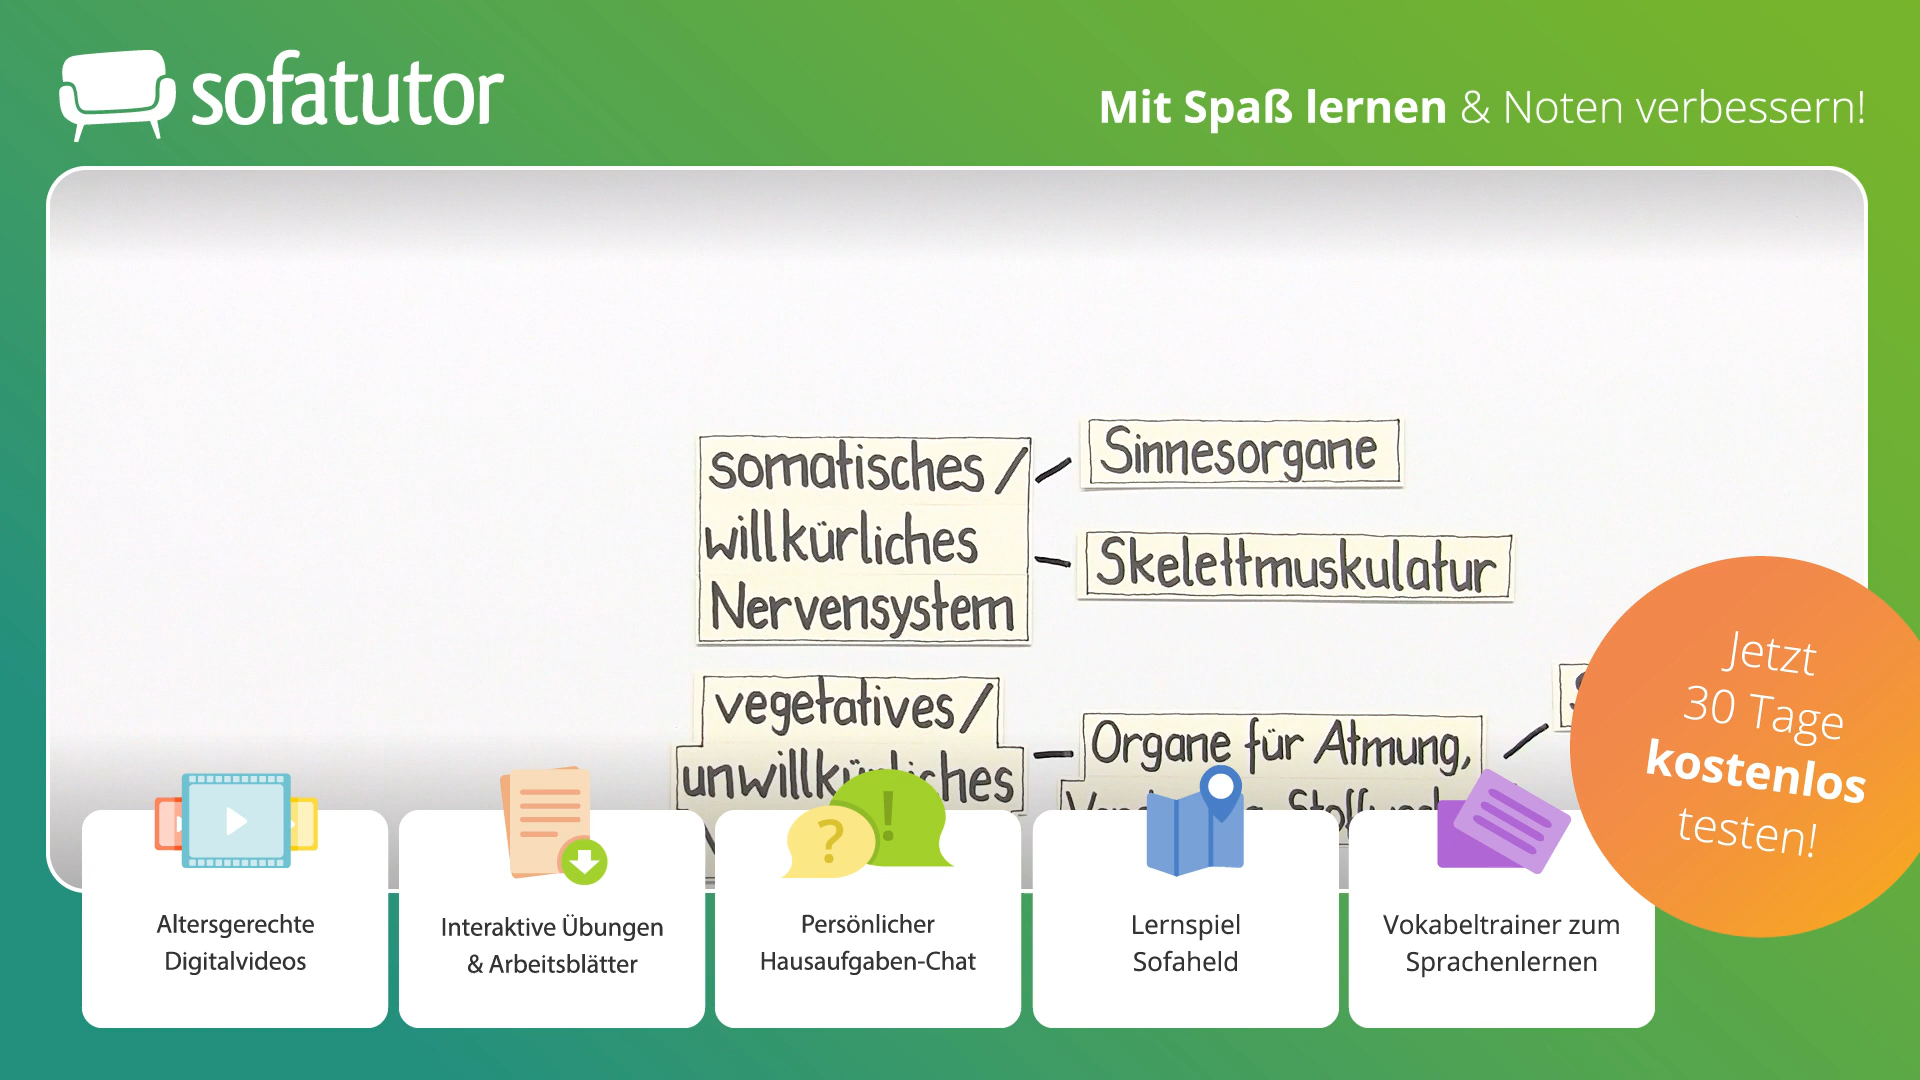 sofatutor
Mit Spaß lernen & Noten verbessern!
somatisches /
willkürliches
Nervensystem
Sinnesorgane
Skelettmuskulatur
vegetatives /
Organe für Atmung,
Jetzt
30 Tage
kostenlos
testen!
Altersgerechte
Digitalvideos
Interaktive Übungen
& Arbeitsblätter
Persönlicher
Hausaufgaben-Chat
Lernspiel
Sofaheld
Vokabeltrainer zum
Sprachenlernen